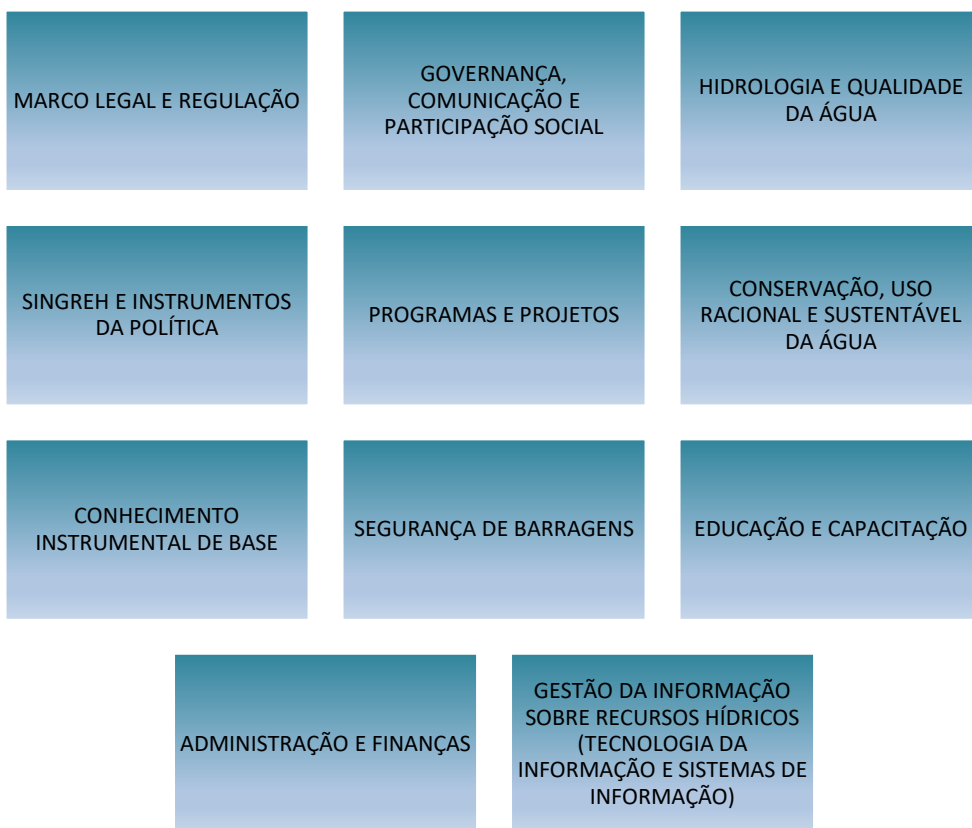 MARCO LEGAL E REGULAÇÃO
GOVERNANÇA,
COMUNICAÇÃO E
PARTICIPAÇÃO SOCIAL
HIDROLOGIA E QUALIDADE
DA ÁGUA
SINGREH E INSTRUMENTOS
DA POLÍTICA
PROGRAMAS E PROJETOS
CONSERVAÇÃO, USO
RACIONAL E SUSTENTÁVEL
DA ÁGUA
CONHECIMENTO
INSTRUMENTAL DE BASE
SEGURANÇA DE BARRAGENS
EDUCAÇÃO E CAPACITAÇÃO
ADMINISTRAÇÃO E FINANÇAS
GESTÃO DA INFORMAÇÃO
SOBRE RECURSOS HÍDRICOS
(TECNOLOGIA DA
INFORMAÇÃO E SISTEMAS DE
INFORMAÇÃO)